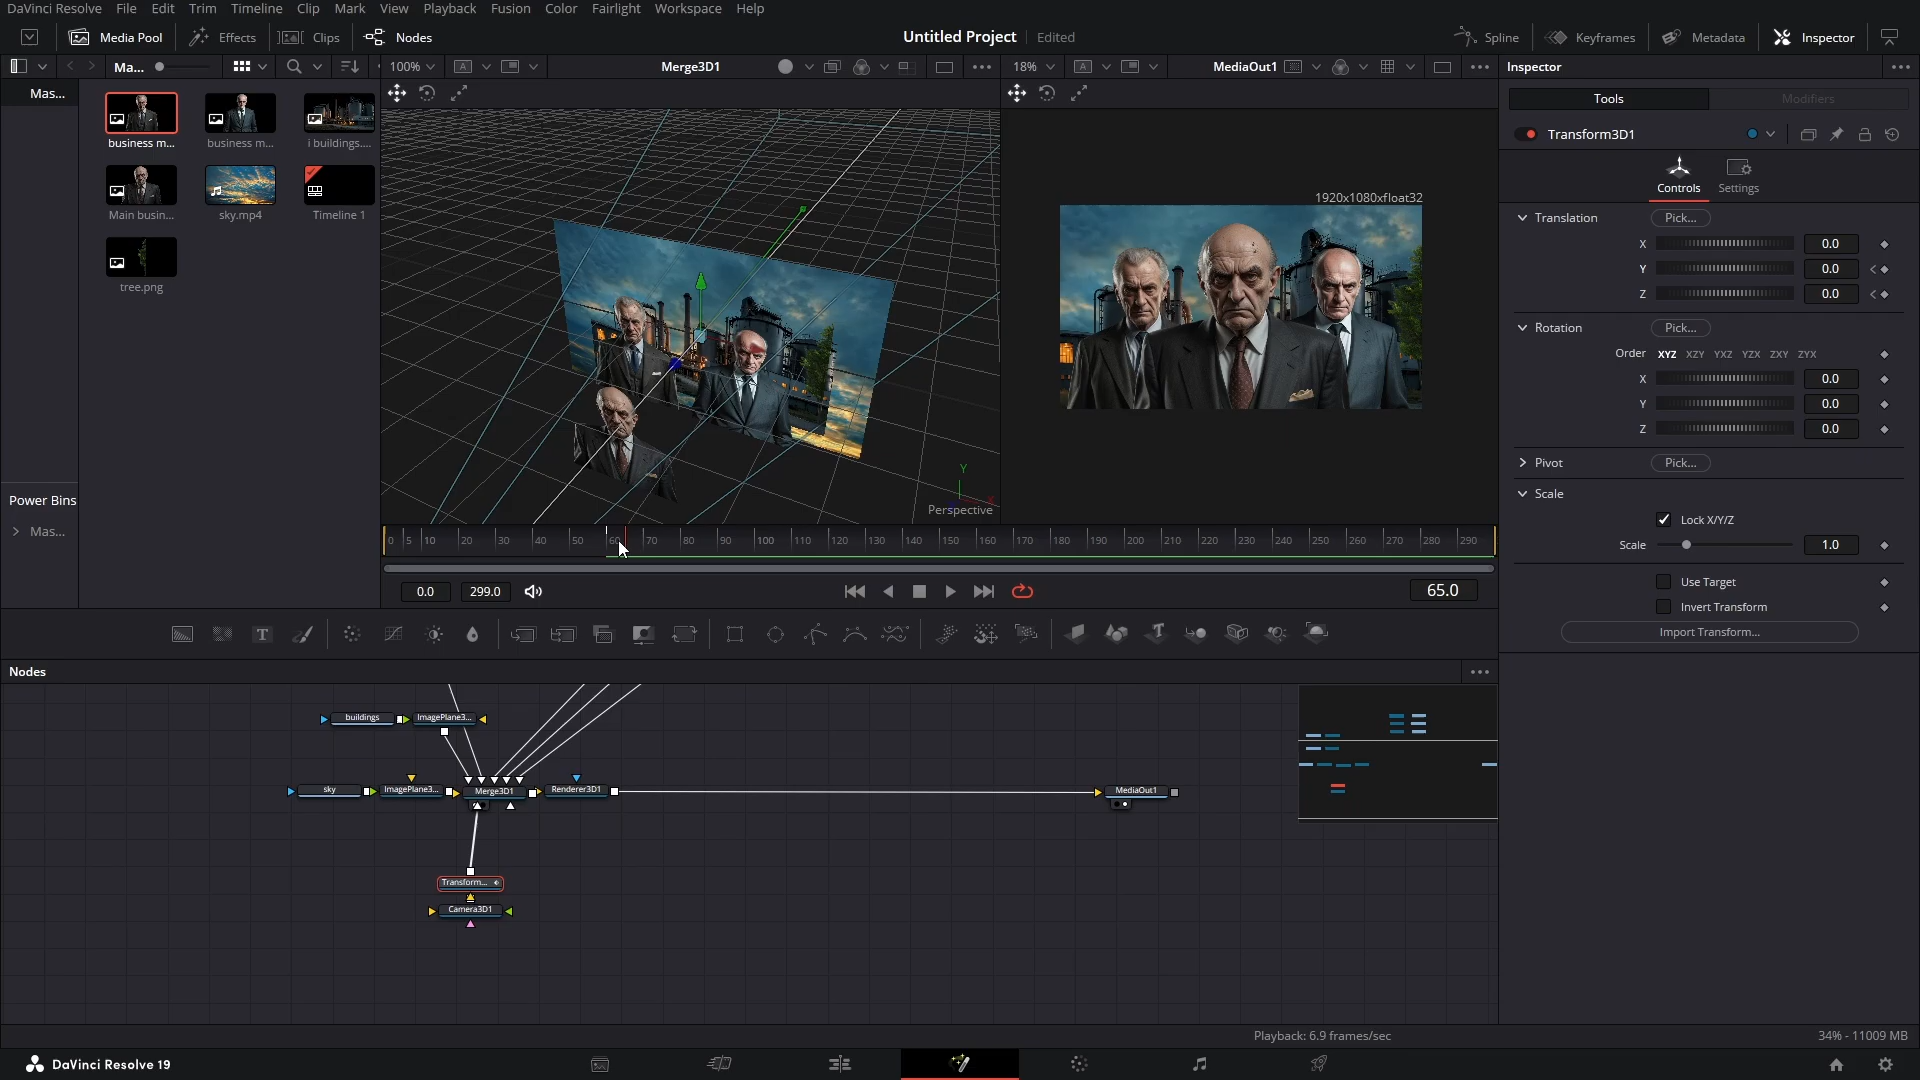 DaVinci Resolve File Edit Trim Timeline Clip Mark View Playback Fusion Color Fairlight Workspace Help
Media Pool Effects Clips Nodes Untitled Project Edited Spline Keyframes Metadata Inspector
Ma... 100% Merge3D1 18% MediaOut1 Inspector
Mas...
Tools Modifiers
business m... business m... i buildings....
Transform3D1
Controls Settings
Main busin... sky.mp4 Timeline 1
1920x1080xfloat32
tree.png
Translation Pick...
X 0.0
Y 0.0
Z 0.0
Rotation Pick...
Order XYZ XZY YXZ YZX ZXY ZYX
X 0.0
Y 0.0
Z 0.0
Pivot Pick...
Scale
Lock X/Y/Z
Scale 1.0
Use Target
Invert Transform
Import Transform...
Power Bins
Mas...
Y
X
Perspective
0 5 10 20 30 40 50 60 70 80 90 100 110 120 130 140 150 160 170 180 190 200 210 220 230 240 250 260 270 280 290
0.0 299.0 65.0
Nodes
buildings ImagePlane3...
sky ImagePlane3... Merge3D1 Renderer3D1 MediaOut1
Transform...
Camera3D1
Playback: 6.9 frames/sec 34% - 11009 MB
DaVinci Resolve 19